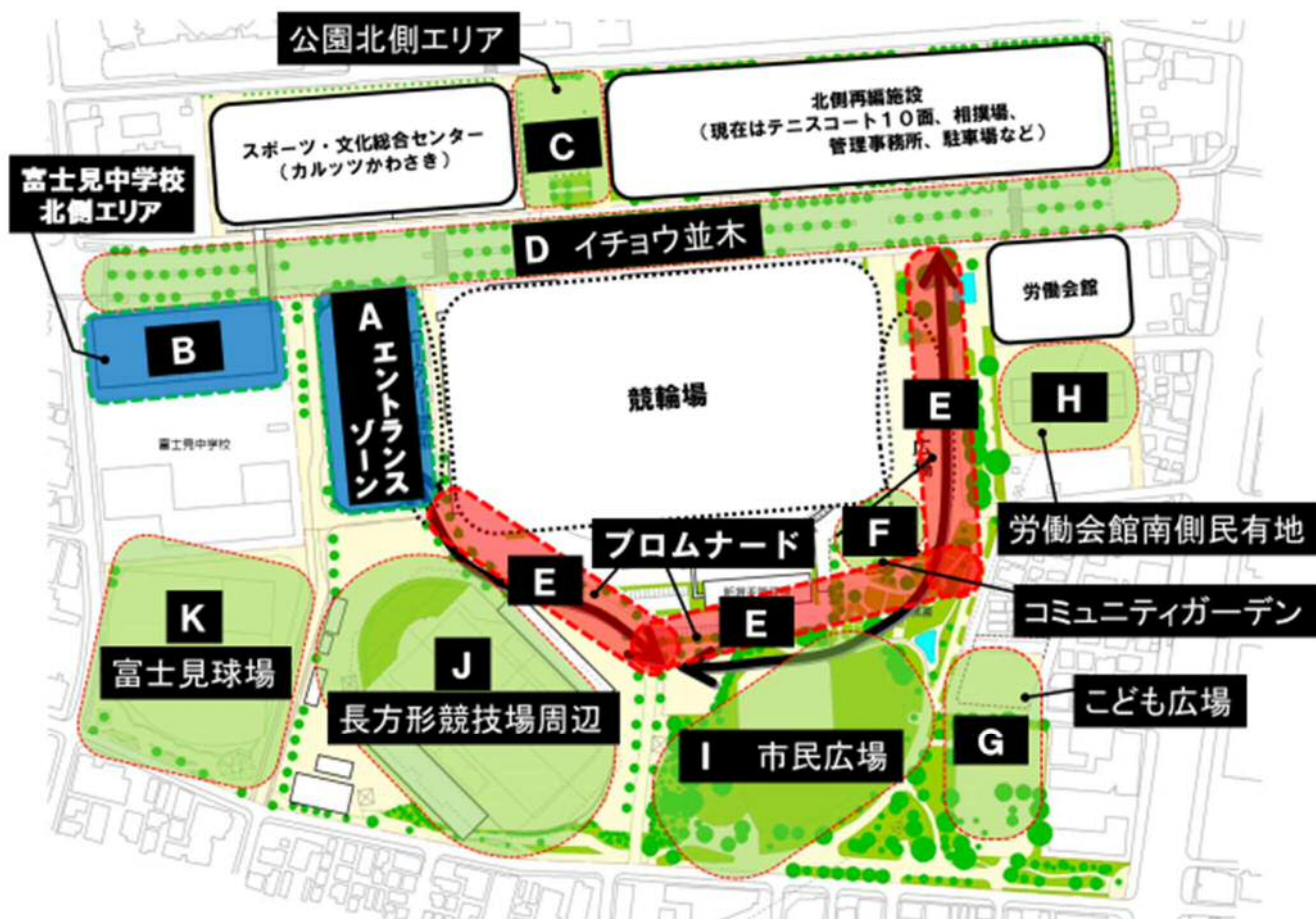 公園北側エリア
スポーツ・文化総合センター
(カルッツかわさき)
C
北側再編施設
(現在はテニスコート10面、相撲場、
管理事務所、駐車場など)
富士見中学校
北側エリア
D イチョウ並木
労働会館
B
A エントランス
ゾーン
競輪場
E
H
富士見中学校
労働会館南側民有地
プロムナード
F
E
E
コミュニティガーデン
K
富士見球場
J
長方形競技場周辺
I 市民広場
G
こども広場